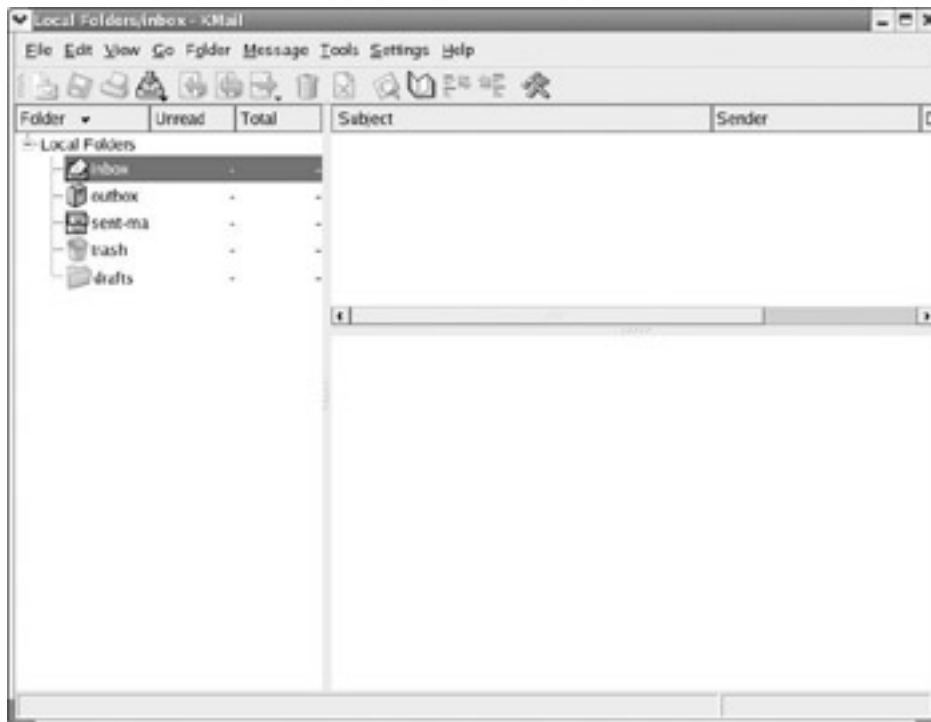 Local Folders/inbox - KMail
File Edit View Go Folder Message Tools Settings Help
Folder Unread Total Subject Sender D
Local Folders
inbox - -
outbox - -
sent-ma - -
trash - -
drafts - -